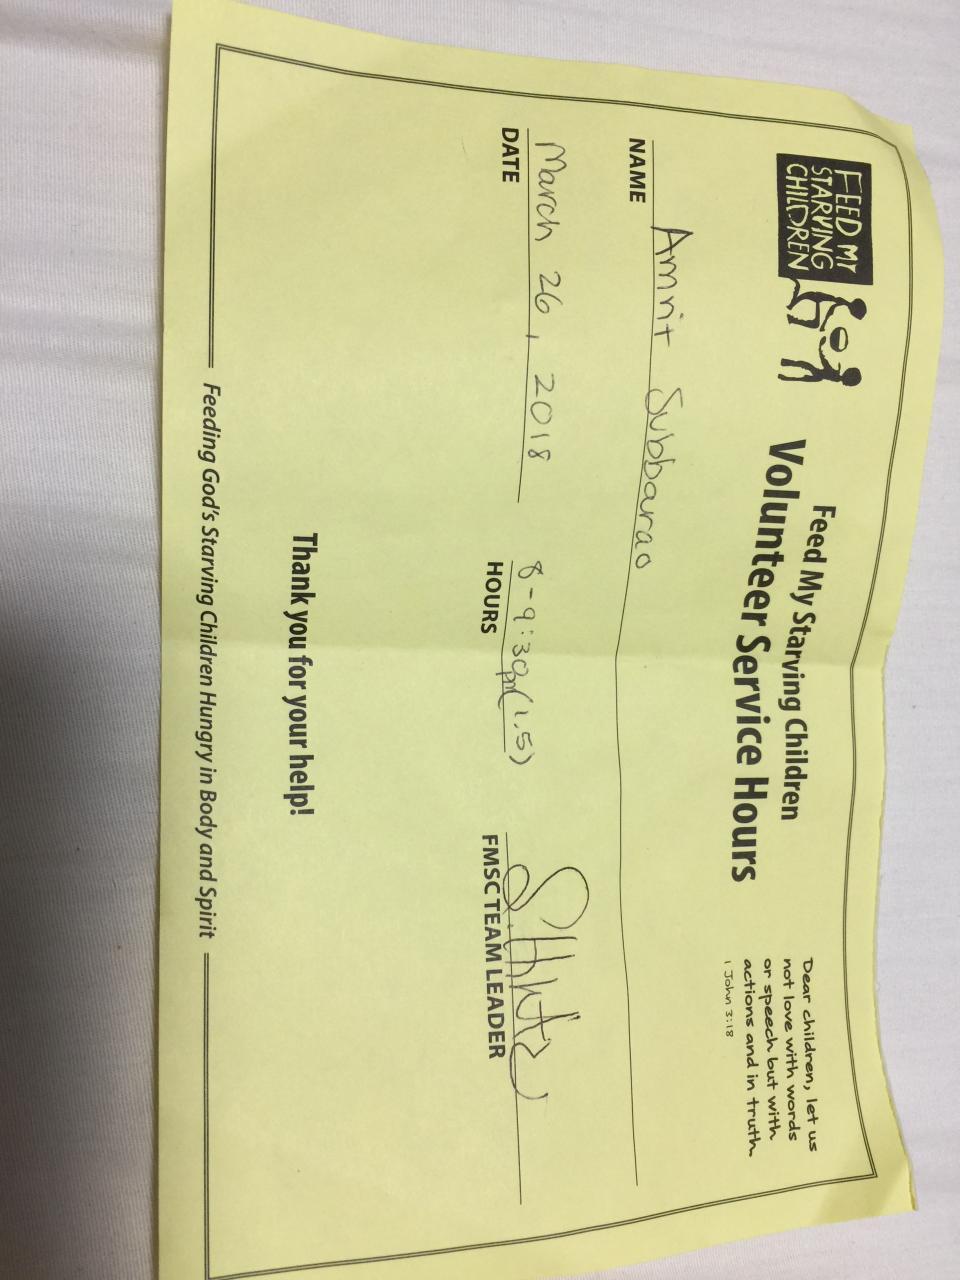 FEED MY
STARVING
CHILDREN
Feed My Starving Children
Volunteer Service Hours
Dear children, let us
not love with words
or speech but with
actions and in truth.
1 John 3:18
Amrit Subbarao
NAME
March 26, 2018
DATE
8-9:30pm (1.5)
HOURS
FMSC TEAM LEADER
Thank you for your help!
Feeding God's Starving Children Hungry in Body and Spirit